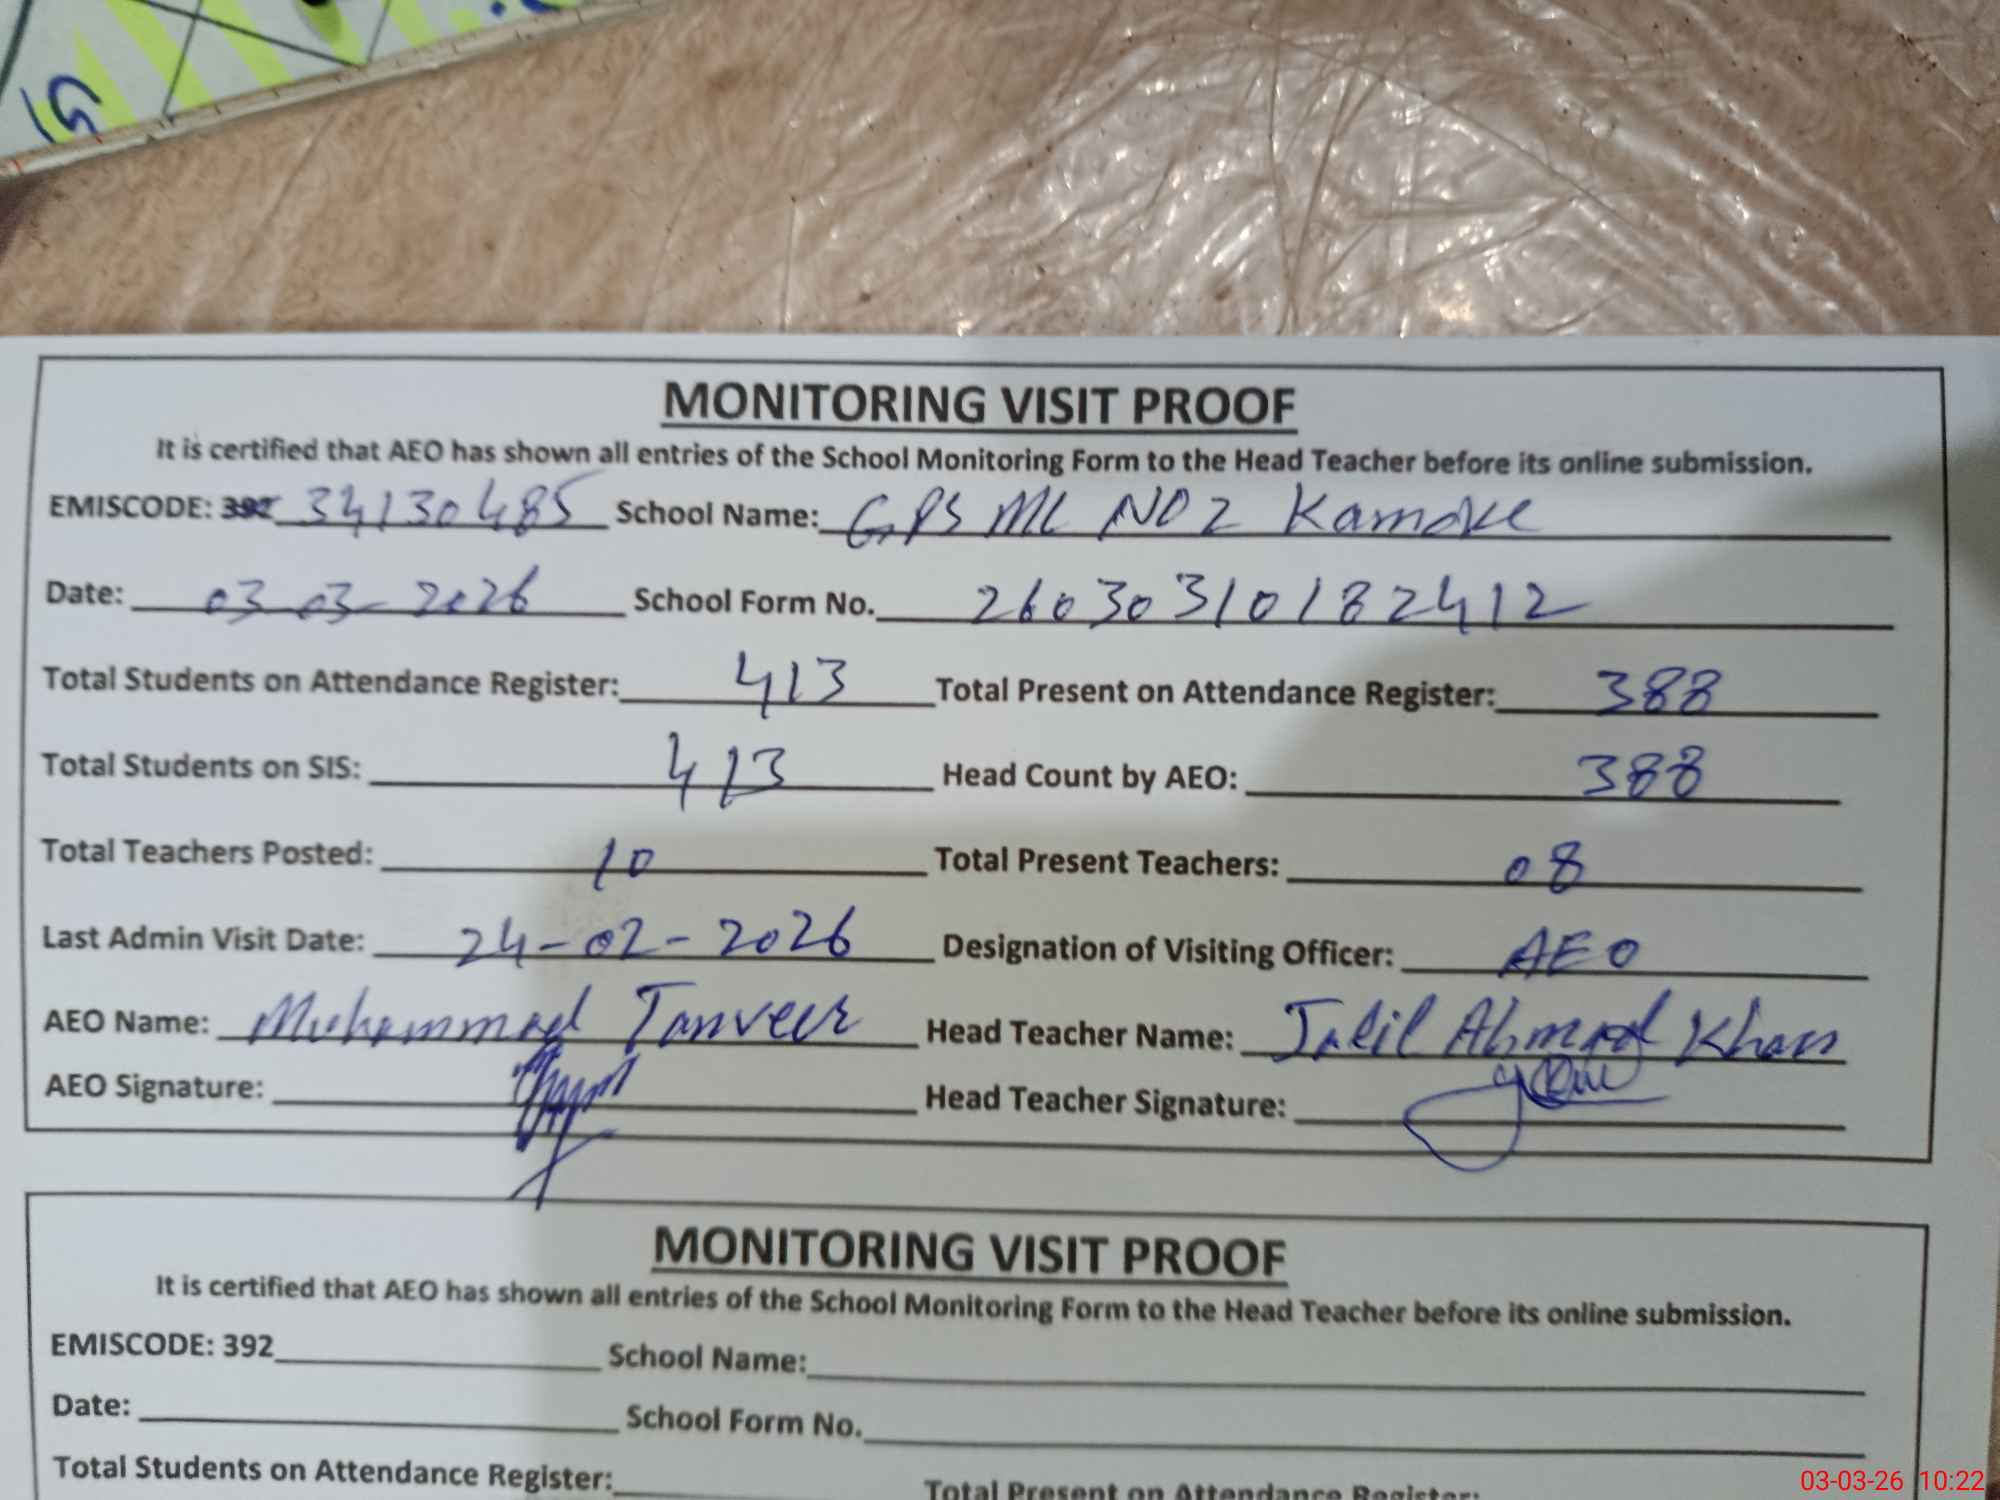 MONITORING VISIT PROOF
It is certified that AEO has shown all entries of the School Monitoring Form to the Head Teacher before its online submission.
EMISCODE: 392 34130485 School Name: GPS MC NO 2 Kamoke
Date: 03-03-2026 School Form No. 26030310182412
Total Students on Attendance Register: 413 Total Present on Attendance Register: 388
Total Students on SIS: 413 Head Count by AEO: 388
Total Teachers Posted: 10 Total Present Teachers: 08
Last Admin Visit Date: 24-02-2026 Designation of Visiting Officer: AEO
AEO Name: Muhammad Tanveer Head Teacher Name: Jalil Ahmad Khan
AEO Signature: Head Teacher Signature:
MONITORING VISIT PROOF
It is certified that AEO has shown all entries of the School Monitoring Form to the Head Teacher before its online submission.
EMISCODE: 392 School Name:
Date: School Form No.
Total Students on Attendance Register:
Total Present on Attendance Register:
03-03-26 10:22